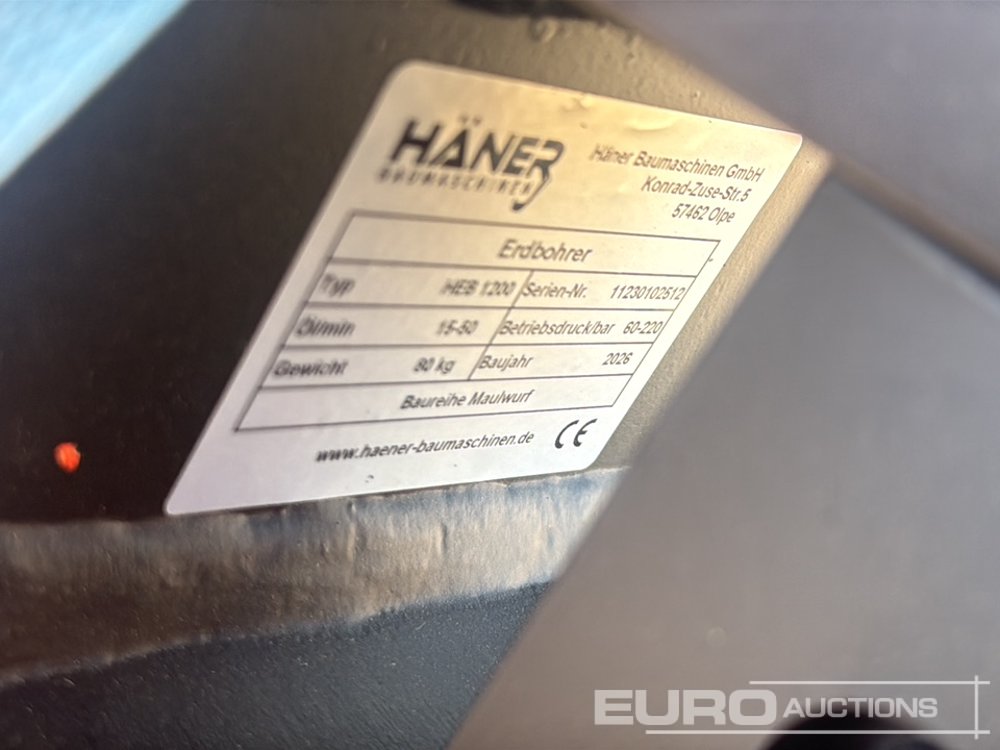 HÄNER
BAUMASCHINEN
Häner Baumaschinen GmbH
Konrad-Zuse-Str.5
57462 Olpe
Erdbohrer
Typ HEB 1200 Serien-Nr. 11230102512
Öl/min 15-50 Betriebsdruck/bar 60-220
Gewicht 80 kg Baujahr 2026
Baureihe Maulwurf
www.haener-baumaschinen.de CE
EURO AUCTIONS